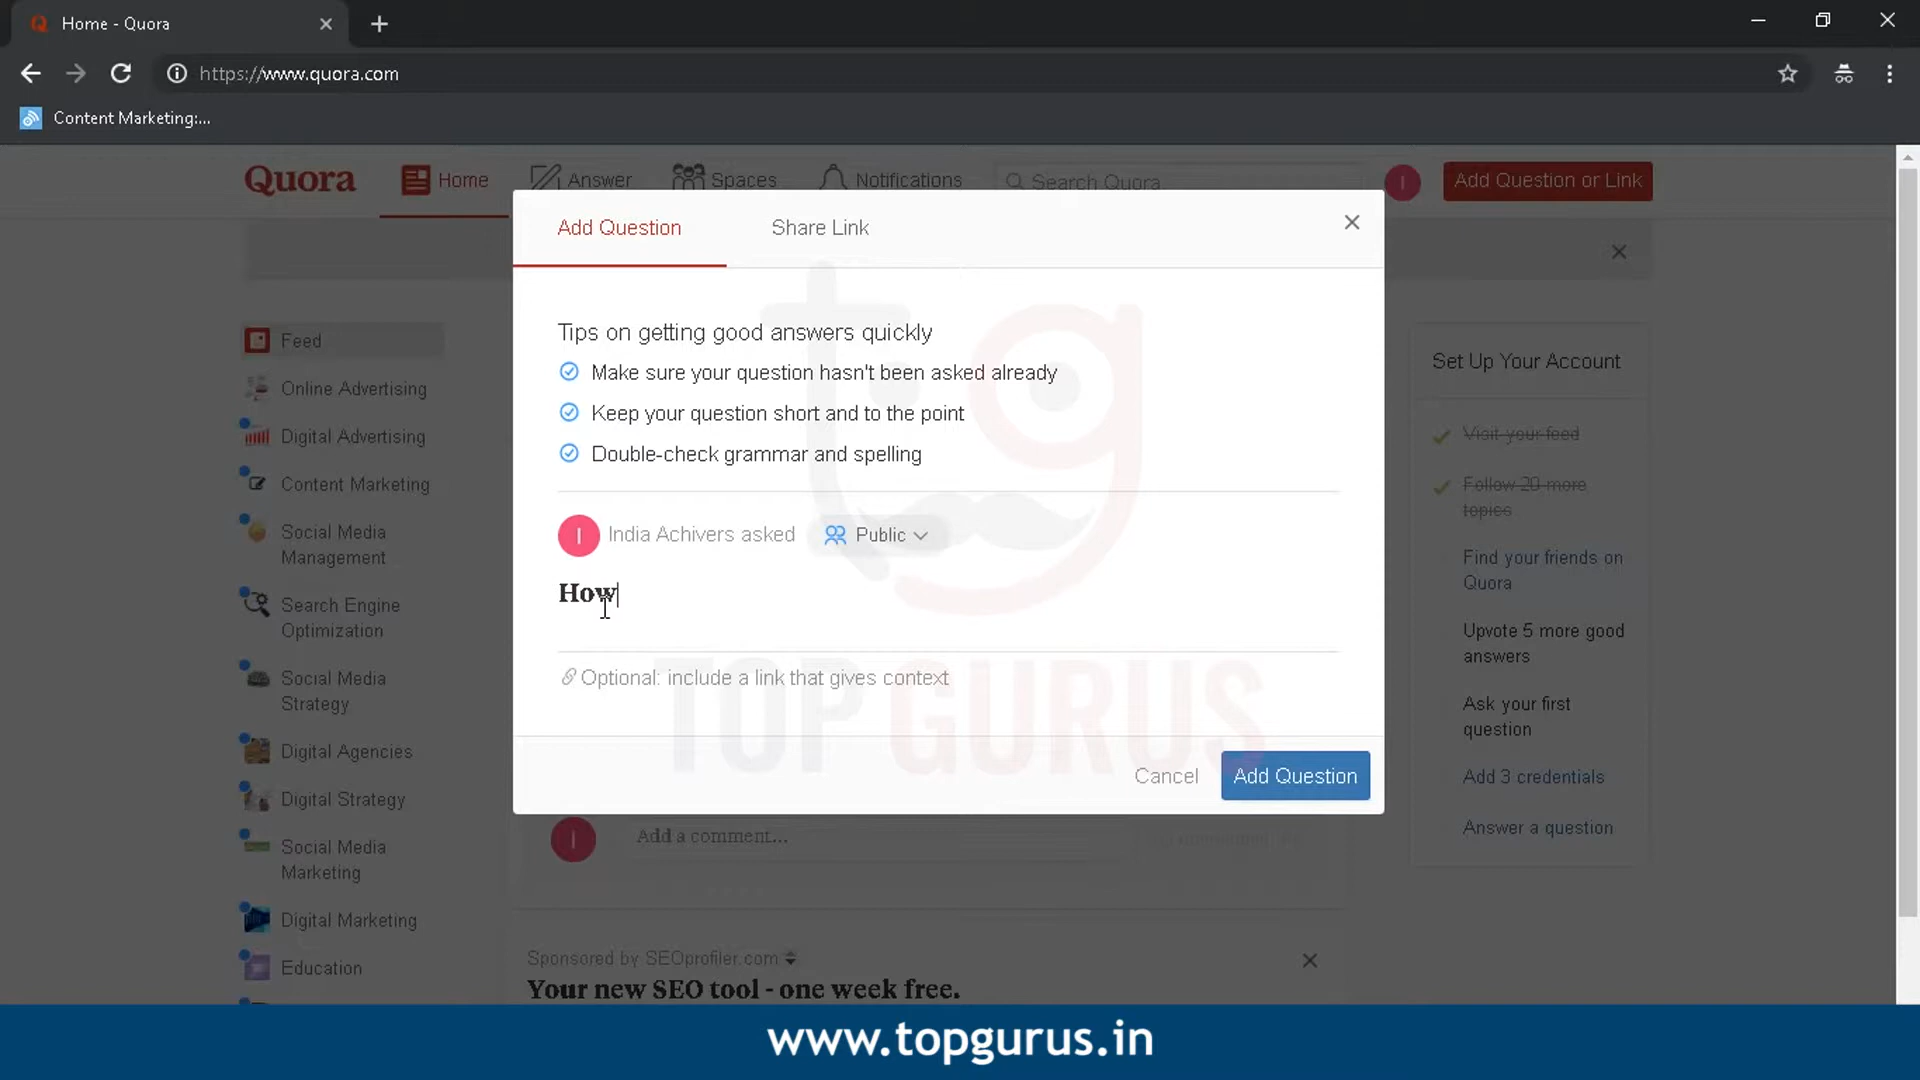 Home - Quora
https://www.quora.com
Content Marketing:...
Quora
Home
Answer
Spaces
Notifications
Search Quora
I
Add Question or Link
Add Question
Share Link
Tips on getting good answers quickly
Make sure your question hasn't been asked already
Keep your question short and to the point
Double-check grammar and spelling
I
India Achivers asked
Public
How
Optional: include a link that gives context
Cancel
Add Question
tg
TOP GURUS
Feed
Online Advertising
Digital Advertising
Content Marketing
Social Media
Management
Search Engine
Optimization
Social Media
Strategy
Digital Agencies
Digital Strategy
Social Media
Marketing
Digital Marketing
Education
Set Up Your Account
Visit your feed
Follow 20 more
topics
Find your friends on
Quora
Upvote 5 more good
answers
Ask your first
question
Add 3 credentials
Answer a question
I
Add a comment...
Sponsored by SEOprofiler.com
Your new SEO tool - one week free.
www.topgurus.in